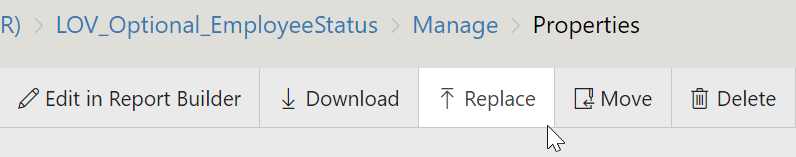 R) > LOV_Optional_EmployeeStatus > Manage > Properties
Edit in Report Builder Download Replace Move Delete